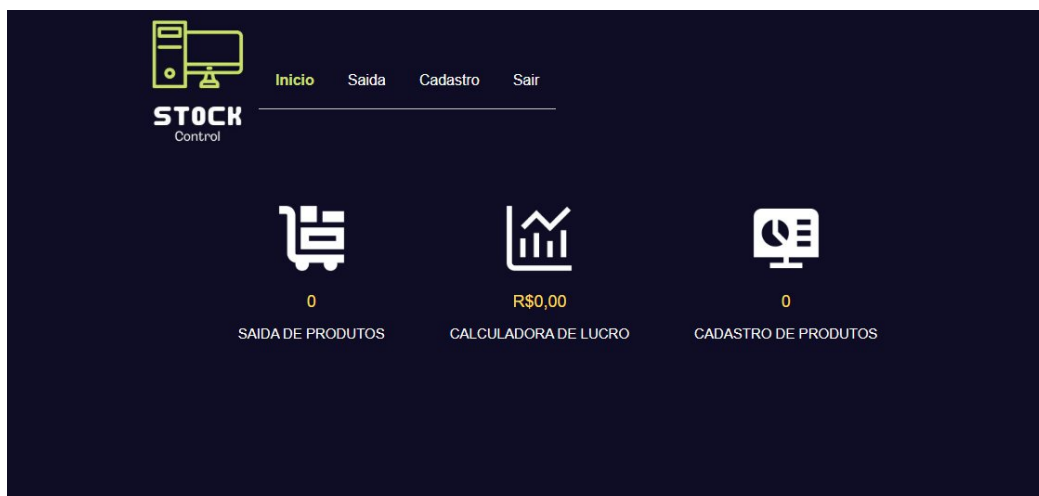 Inicio Saida Cadastro Sair
STOCK
Control
0 R$0,00 0
SAIDA DE PRODUTOS CALCULADORA DE LUCRO CADASTRO DE PRODUTOS